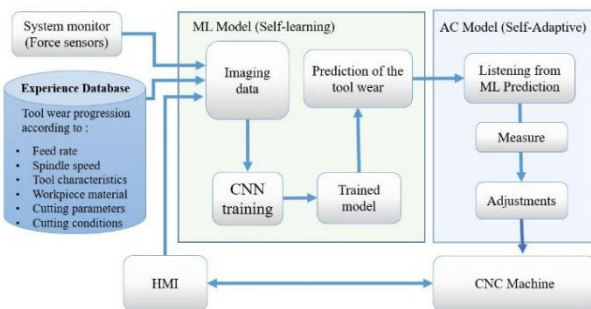 System monitor
(Force sensors)
Experience Database
Tool wear progression
according to :
• Feed rate
• Spindle speed
• Tool characteristics
• Workpiece material
• Cutting parameters
• Cutting conditions
ML Model (Self-learning)
Imaging
data
Prediction of the
tool wear
CNN
training
Trained
model
AC Model (Self-Adaptive)
Listening from
ML Prediction
Measure
Adjustments
HMI
CNC Machine